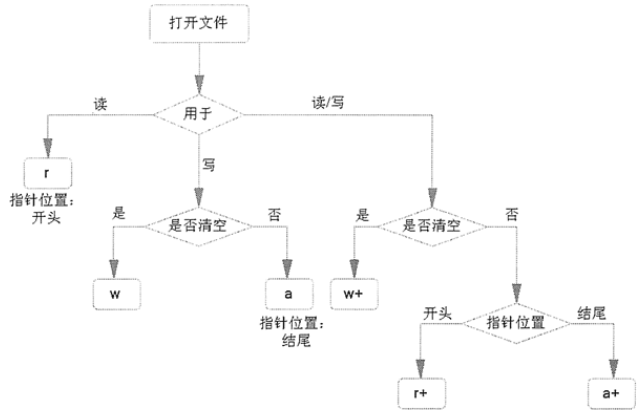 打开文件
读
用于
读/写
r
写
指针位置：
开头
是
是否清空
否
是
是否清空
否
w
a
w+
指针位置：
结尾
开头
指针位置
结尾
r+
a+